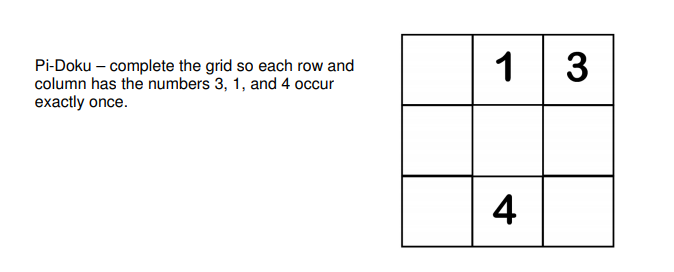 Pi-Doku – complete the grid so each row and
column has the numbers 3, 1, and 4 occur
exactly once.
1 3
4